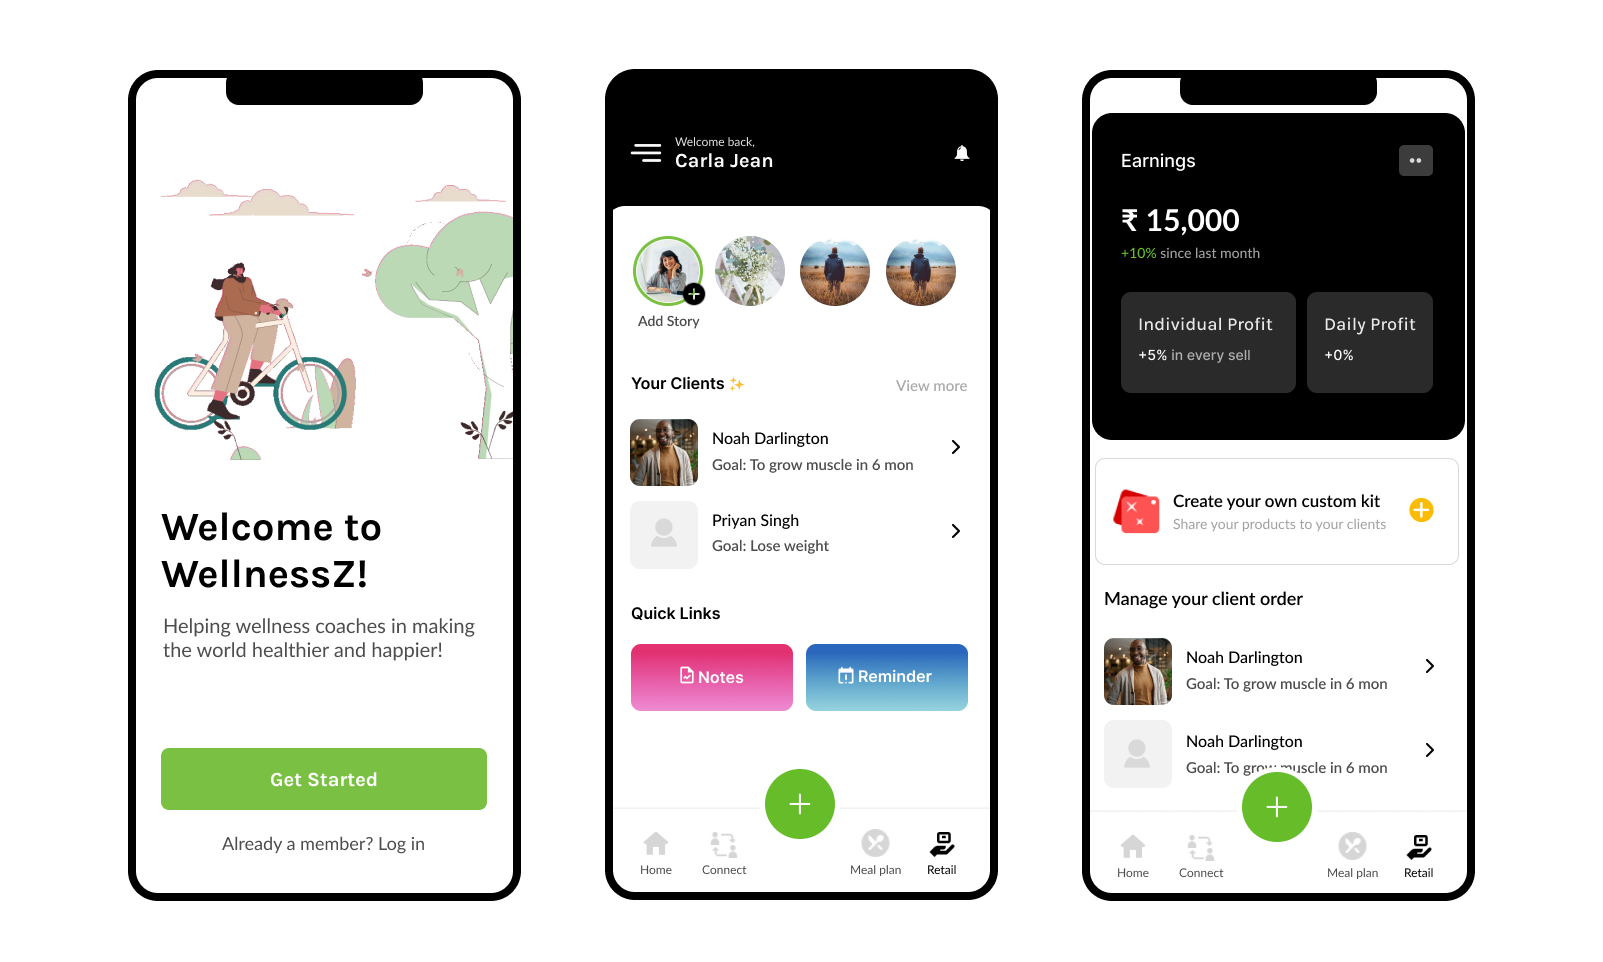 Welcome to
WellnessZ!
Helping wellness coaches in making
the world healthier and happier!
Get Started
Already a member? Log in
Welcome back,
Carla Jean
Add Story
Your Clients ✨
View more
Noah Darlington
Goal: To grow muscle in 6 mon
Priyan Singh
Goal: Lose weight
Quick Links
Notes
Reminder
Home
Connect
Meal plan
Retail
Earnings
₹ 15,000
+10% since last month
Individual Profit
+5% in every sell
Daily Profit
+0%
Create your own custom kit
Share your products to your clients
Manage your client order
Noah Darlington
Goal: To grow muscle in 6 mon
Noah Darlington
Goal: To grow muscle in 6 mon
Home
Connect
Meal plan
Retail